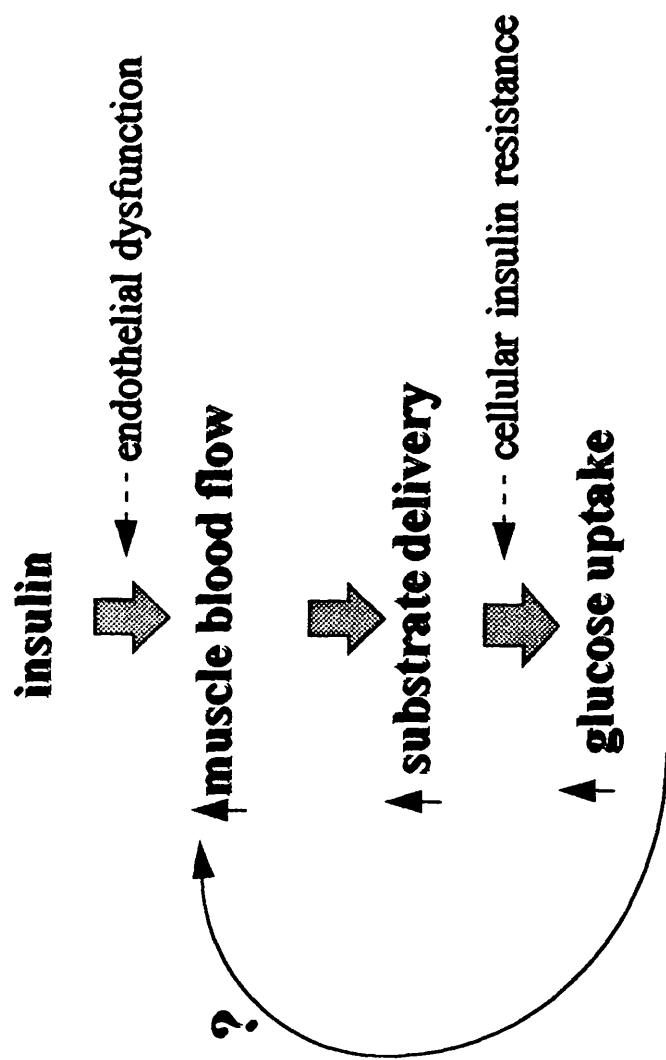 insulin
endothelial dysfunction
muscle blood flow
substrate delivery
cellular insulin resistance
glucose uptake
?